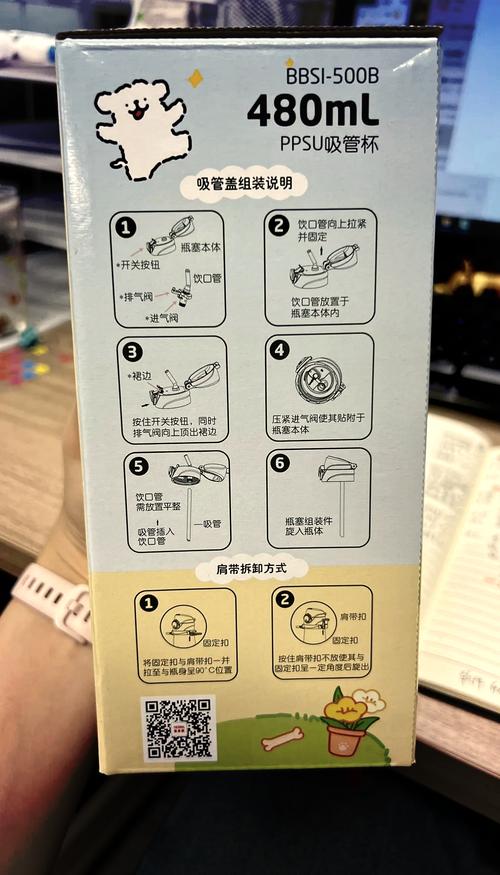 BBSI-500B
480mL
PPSU吸管杯
吸管盖组装说明
1
瓶塞本体
*开关按钮
饮口管
*排气阀
*进气阀
2
饮口管向上拉紧
并固定
饮口管放置于
瓶塞本体内
3
*裙边
按住开关按钮，同时
排气阀向上顶出裙边
4
压紧进气阀使其贴附于
瓶塞本体
5
饮口管
需放置平整
吸管插入
饮口管
吸管
6
瓶塞组装件
旋入瓶体
肩带拆卸方式
1
固定扣
将固定扣与肩带扣一并
拉至与瓶身呈90°C位置
2
肩带扣
固定扣
按住肩带扣不放使其与
固定扣呈一定角度后旋出